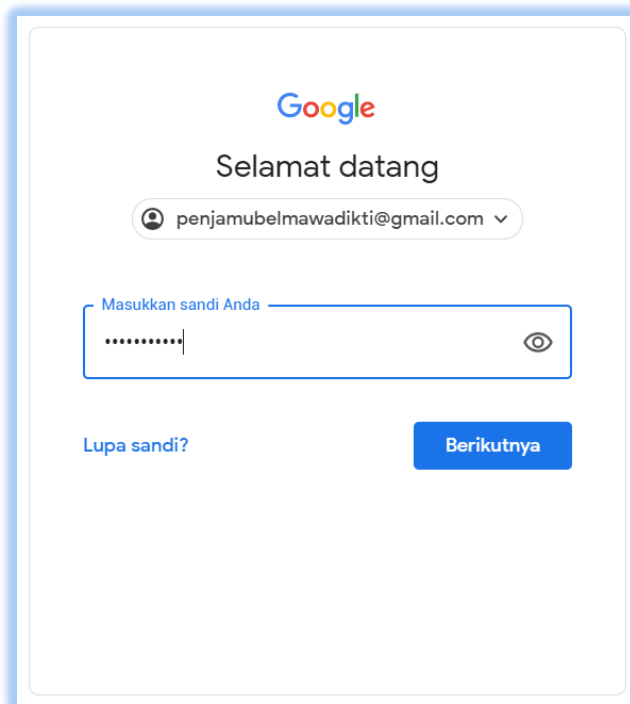 Google
Selamat datang
penjamubelmawadikti@gmail.com
Masukkan sandi Anda
•••••••••••
Lupa sandi?
Berikutnya